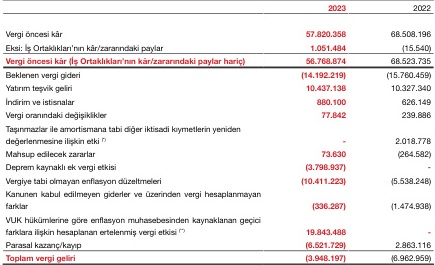 2023 2022
Vergi öncesi kâr 57.820.358 68.508.196
Eksi: İş Ortaklıkları'nın kâr/zararındaki paylar 1.051.484 (15.540)
Vergi öncesi kâr (İş Ortaklıkları'nın kâr/zararındaki paylar hariç) 56.768.874 68.523.735
Beklenen vergi gideri (14.192.219) (15.760.459)
Yatırım teşvik geliri 10.437.138 10.327.340
İndirim ve istisnalar 880.100 626.149
Vergi oranındaki değişiklikler 77.842 239.886
Taşınmazlar ile amortismana tabi diğer iktisadi kıymetlerin yeniden
değerlenmesine ilişkin etki (*) - 2.018.778
Mahsup edilecek zararlar 73.630 (264.582)
Deprem kaynaklı ek vergi etkisi (3.798.937) -
Vergiye tabi olmayan enflasyon düzeltmeleri (10.411.223) (5.538.248)
Kanunen kabul edilmeyen giderler ve üzerinden vergi hesaplanmayan
farklar (336.287) (1.474.938)
VUK hükümlerine göre enflasyon muhasebesinden kaynaklanan geçici
farklara ilişkin hesaplanan ertelenmiş vergi etkisi (**) 19.843.488 -
Parasal kazanç/kayıp (6.521.729) 2.863.116
Toplam vergi geliri (3.948.197) (6.962.959)